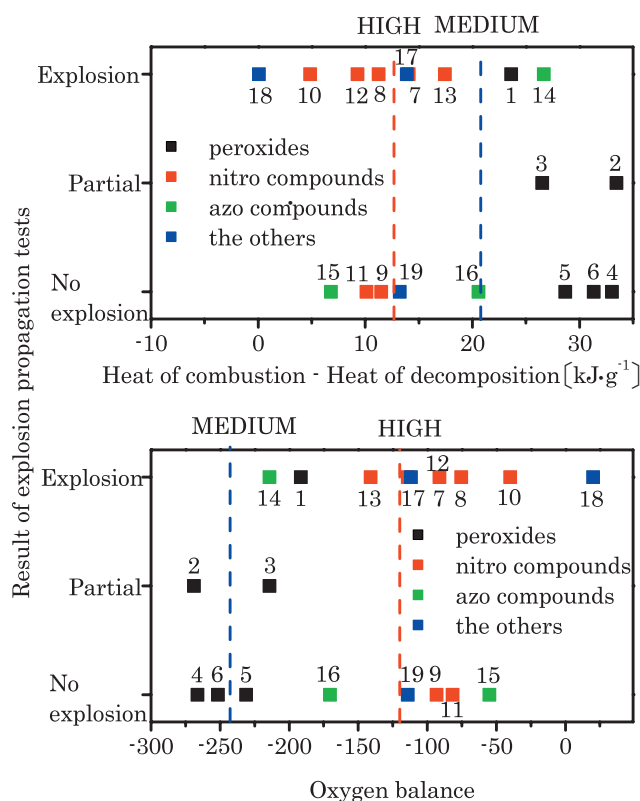 HIGH MEDIUM
17
Explosion
18 10 12 8 7 13 1 14
peroxides
3 2
Partial
nitro compounds
azo compounds
the others
15 11 9 19 16 5 6 4
No
explosion
-10 0 10 20 30
Heat of combustion - Heat of decomposition [kJ·g⁻¹]
Result of explosion propagation tests
MEDIUM HIGH
12
Explosion
14 1 13 17 7 8 10 18
peroxides
2 3
nitro compounds
Partial
azo compounds
the others
4 6 5 16 19 9 15
No
explosion
11
-300 -250 -200 -150 -100 -50 0
Oxygen balance